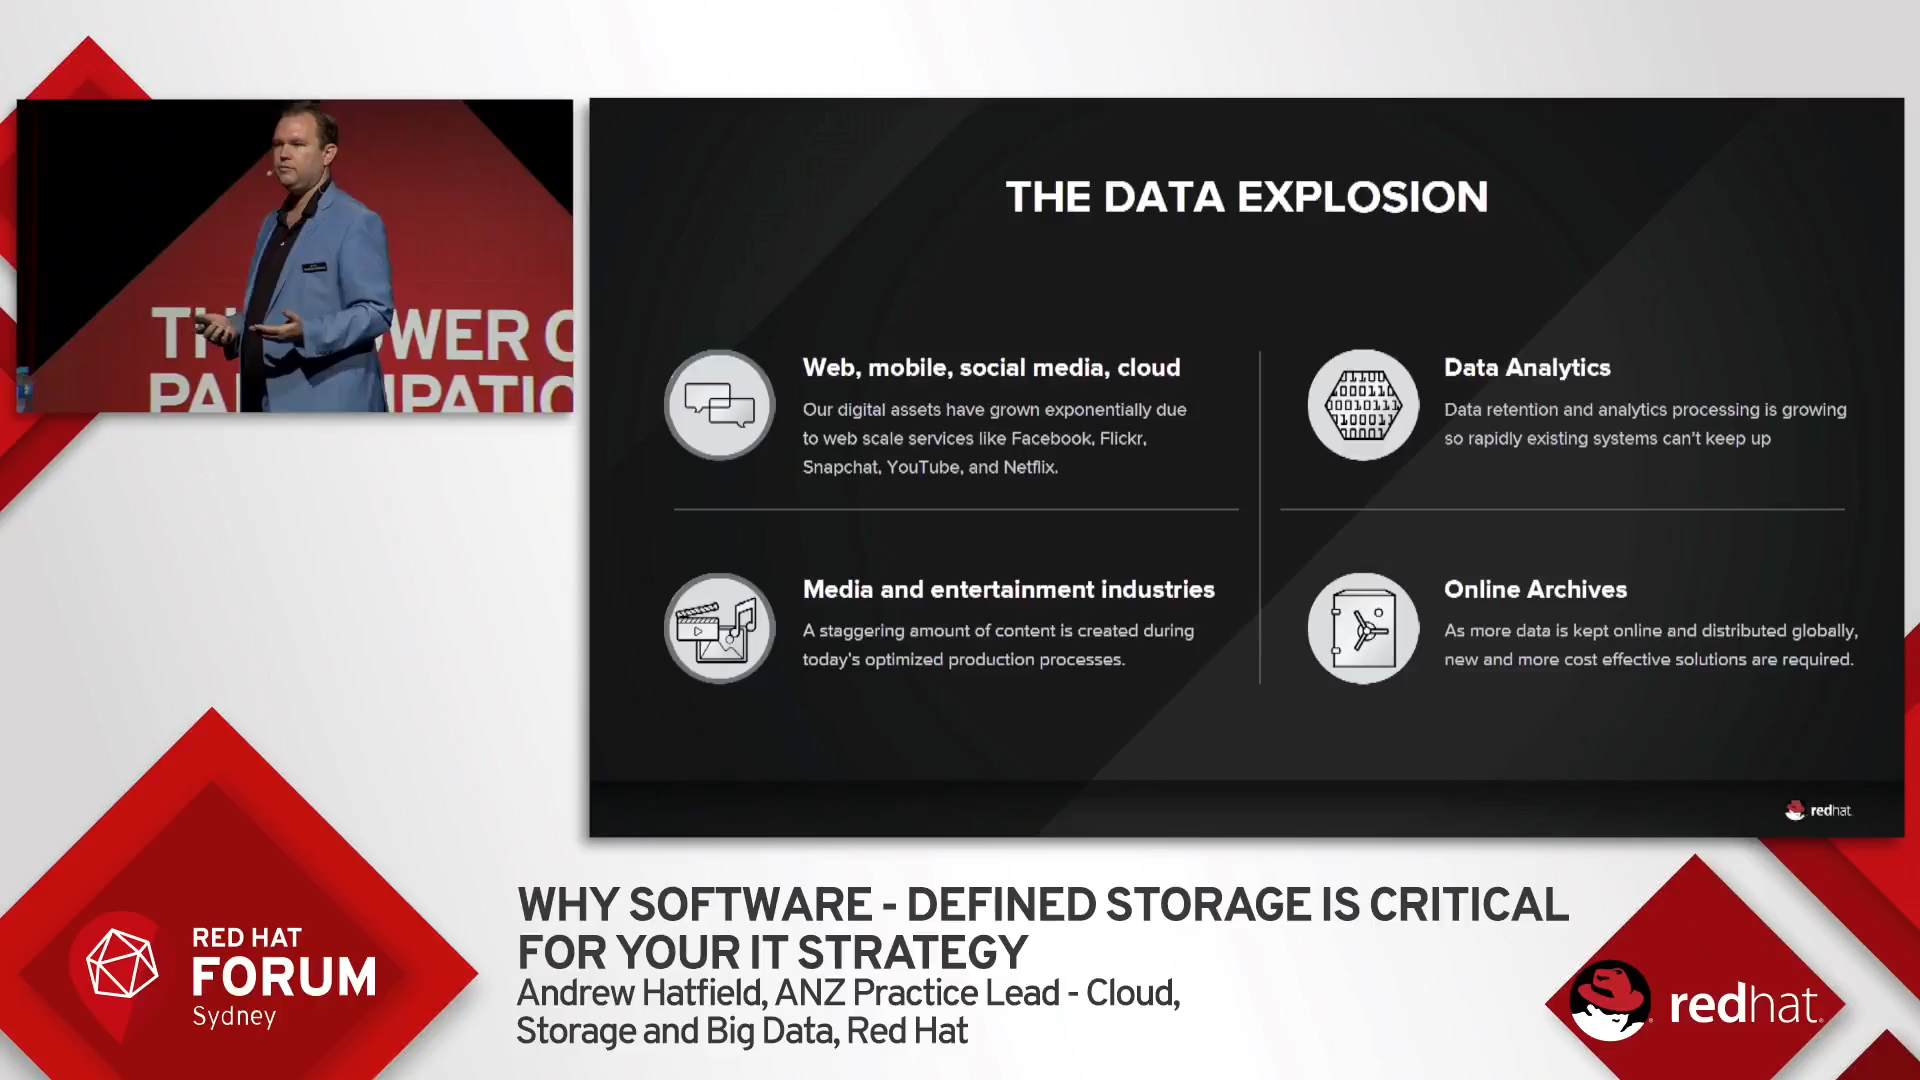 THE POWER O
PARTICIPATIO
THE DATA EXPLOSION
Web, mobile, social media, cloud
Our digital assets have grown exponentially due
to web scale services like Facebook, Flickr,
Snapchat, YouTube, and Netflix.
Data Analytics
Data retention and analytics processing is growing
so rapidly existing systems can't keep up
Media and entertainment industries
A staggering amount of content is created during
today's optimized production processes.
Online Archives
As more data is kept online and distributed globally,
new and more cost effective solutions are required.
redhat.
WHY SOFTWARE - DEFINED STORAGE IS CRITICAL
FOR YOUR IT STRATEGY
Andrew Hatfield, ANZ Practice Lead - Cloud,
Storage and Big Data, Red Hat
RED HAT
FORUM
Sydney
redhat.